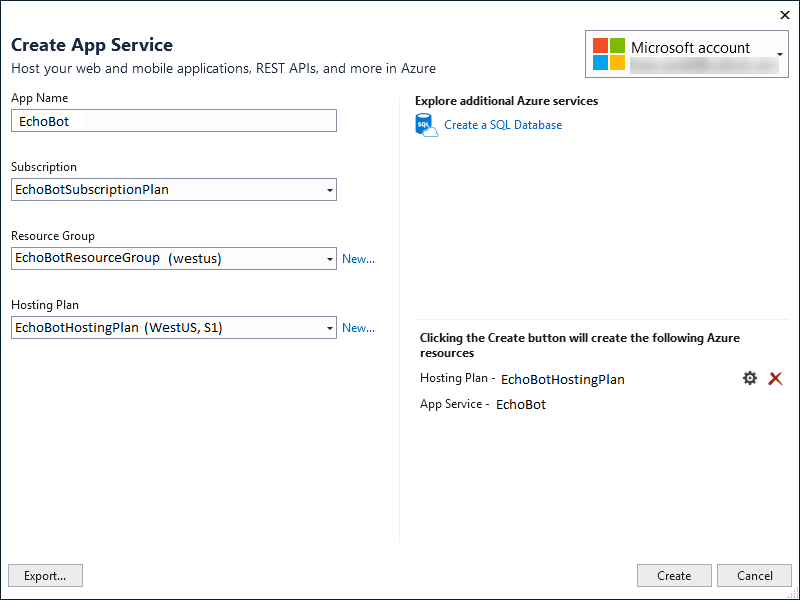 Create App Service
Host your web and mobile applications, REST APIs, and more in Azure
Microsoft account
App Name
EchoBot
Subscription
EchoBotSubscriptionPlan
Resource Group
EchoBotResourceGroup (westus)
New...
Hosting Plan
EchoBotHostingPlan (WestUS, S1)
New...
Explore additional Azure services
SQL
Create a SQL Database
Clicking the Create button will create the following Azure
resources
Hosting Plan - EchoBotHostingPlan
App Service - EchoBot
Export...
Create
Cancel